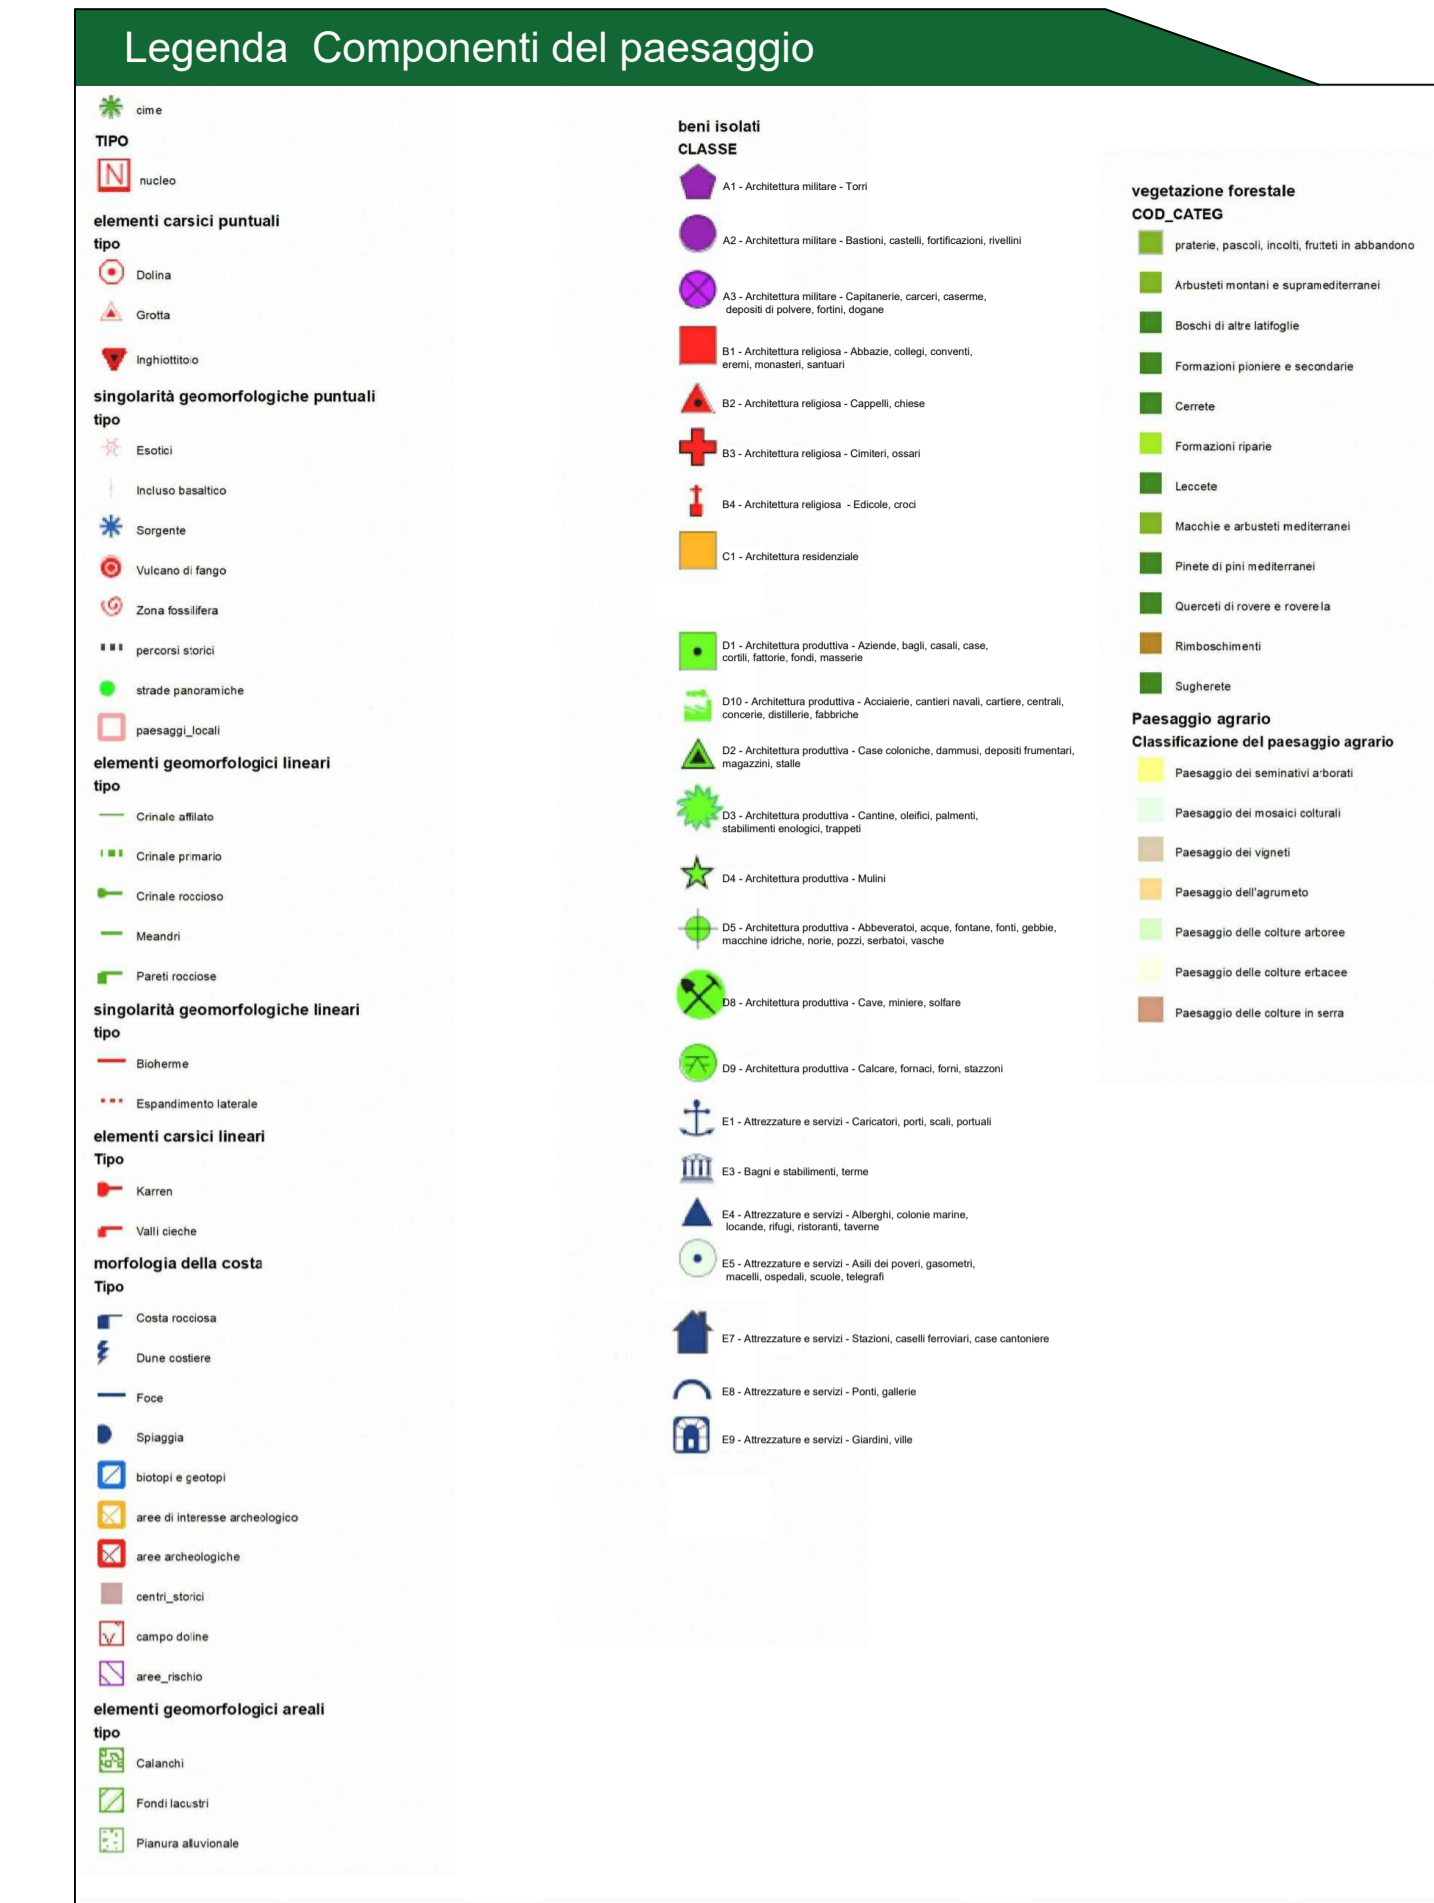 Legenda  Componenti del paesaggio
cime
TIPO
N
nucleo
elementi carsici puntuali
tipo
Dolina
Grotta
Inghiottitoio
singolarità geomorfologiche puntuali
tipo
Esotici
Incluso basaltico
Sorgente
Vulcano di fango
Zona fossilifera
percorsi storici
strade panoramiche
paesaggi_locali
elementi geomorfologici lineari
tipo
Crinale affilato
Crinale primario
Crinale roccioso
Meandri
Pareti rocciose
singolarità geomorfologiche lineari
tipo
Bioherme
Espandimento laterale
elementi carsici lineari
Tipo
Karren
Valli cieche
morfologia della costa
Tipo
Costa rocciosa
Dune costiere
Foce
Spiaggia
biotopi e geotopi
aree di interesse archeologico
aree archeologiche
centri_storici
campo doline
aree_rischio
elementi geomorfologici areali
tipo
Calanchi
Fondi lacustri
Pianura alluvionale
beni isolati
CLASSE
A1 - Architettura militare - Torri
A2 - Architettura militare - Bastioni, castelli, fortificazioni, rivellini
A3 - Architettura militare - Capitanerie, carceri, caserme,
depositi di polvere, fortini, dogane
B1 - Architettura religiosa - Abbazie, collegi, conventi,
eremi, monasteri, santuari
B2 - Architettura religiosa - Cappelli, chiese
B3 - Architettura religiosa - Cimiteri, ossari
B4 - Architettura religiosa  - Edicole, croci
C1 - Architettura residenziale
D1 - Architettura produttiva - Aziende, bagli, casali, case,
cortili, fattorie, fondi, masserie
D10 - Architettura produttiva - Acciaierie, cantieri navali, cartiere, centrali,
concerie, distillerie, fabbriche
D2 - Architettura produttiva - Case coloniche, dammusi, depositi frumentari,
magazzini, stalle
D3 - Architettura produttiva - Cantine, oleifici, palmenti,
stabilimenti enologici, trappeti
D4 - Architettura produttiva - Mulini
D5 - Architettura produttiva - Abbeveratoi, acque, fontane, fonti, gebbie,
macchine idriche, norie, pozzi, serbatoi, vasche
D8 - Architettura produttiva - Cave, miniere, solfare
D9 - Architettura produttiva - Calcare, fornaci, forni, stazzoni
E1 - Attrezzature e servizi - Caricatori, porti, scali, portuali
E3 - Bagni e stabilimenti, terme
E4 - Attrezzature e servizi - Alberghi, colonie marine,
locande, rifugi, ristoranti, taverne
E5 - Attrezzature e servizi - Asili dei poveri, gasometri,
macelli, ospedali, scuole, telegrafi
E7 - Attrezzature e servizi - Stazioni, caselli ferroviari, case cantoniere
E8 - Attrezzature e servizi - Ponti, gallerie
E9 - Attrezzature e servizi - Giardini, ville
vegetazione forestale
COD_CATEG
praterie, pascoli, incolti, frutteti in abbandono
Arbusteti montani e supramediterranei
Boschi di altre latifoglie
Formazioni pioniere e secondarie
Cerrete
Formazioni riparie
Leccete
Macchie e arbusteti mediterranei
Pinete di pini mediterranei
Querceti di rovere e roverella
Rimboschimenti
Sugherete
Paesaggio agrario
Classificazione del paesaggio agrario
Paesaggio dei seminativi arborati
Paesaggio dei mosaici colturali
Paesaggio dei vigneti
Paesaggio dell'agrumeto
Paesaggio delle colture arboree
Paesaggio delle colture erbacee
Paesaggio delle colture in serra